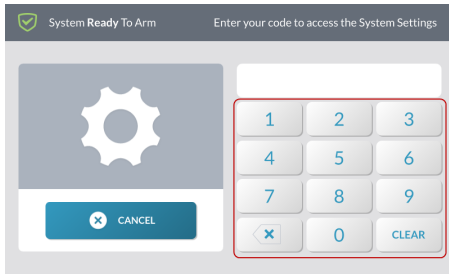 System Ready To Arm
Enter your code to access the System Settings
1 2 3
4 5 6
7 8 9
0 CLEAR
CANCEL